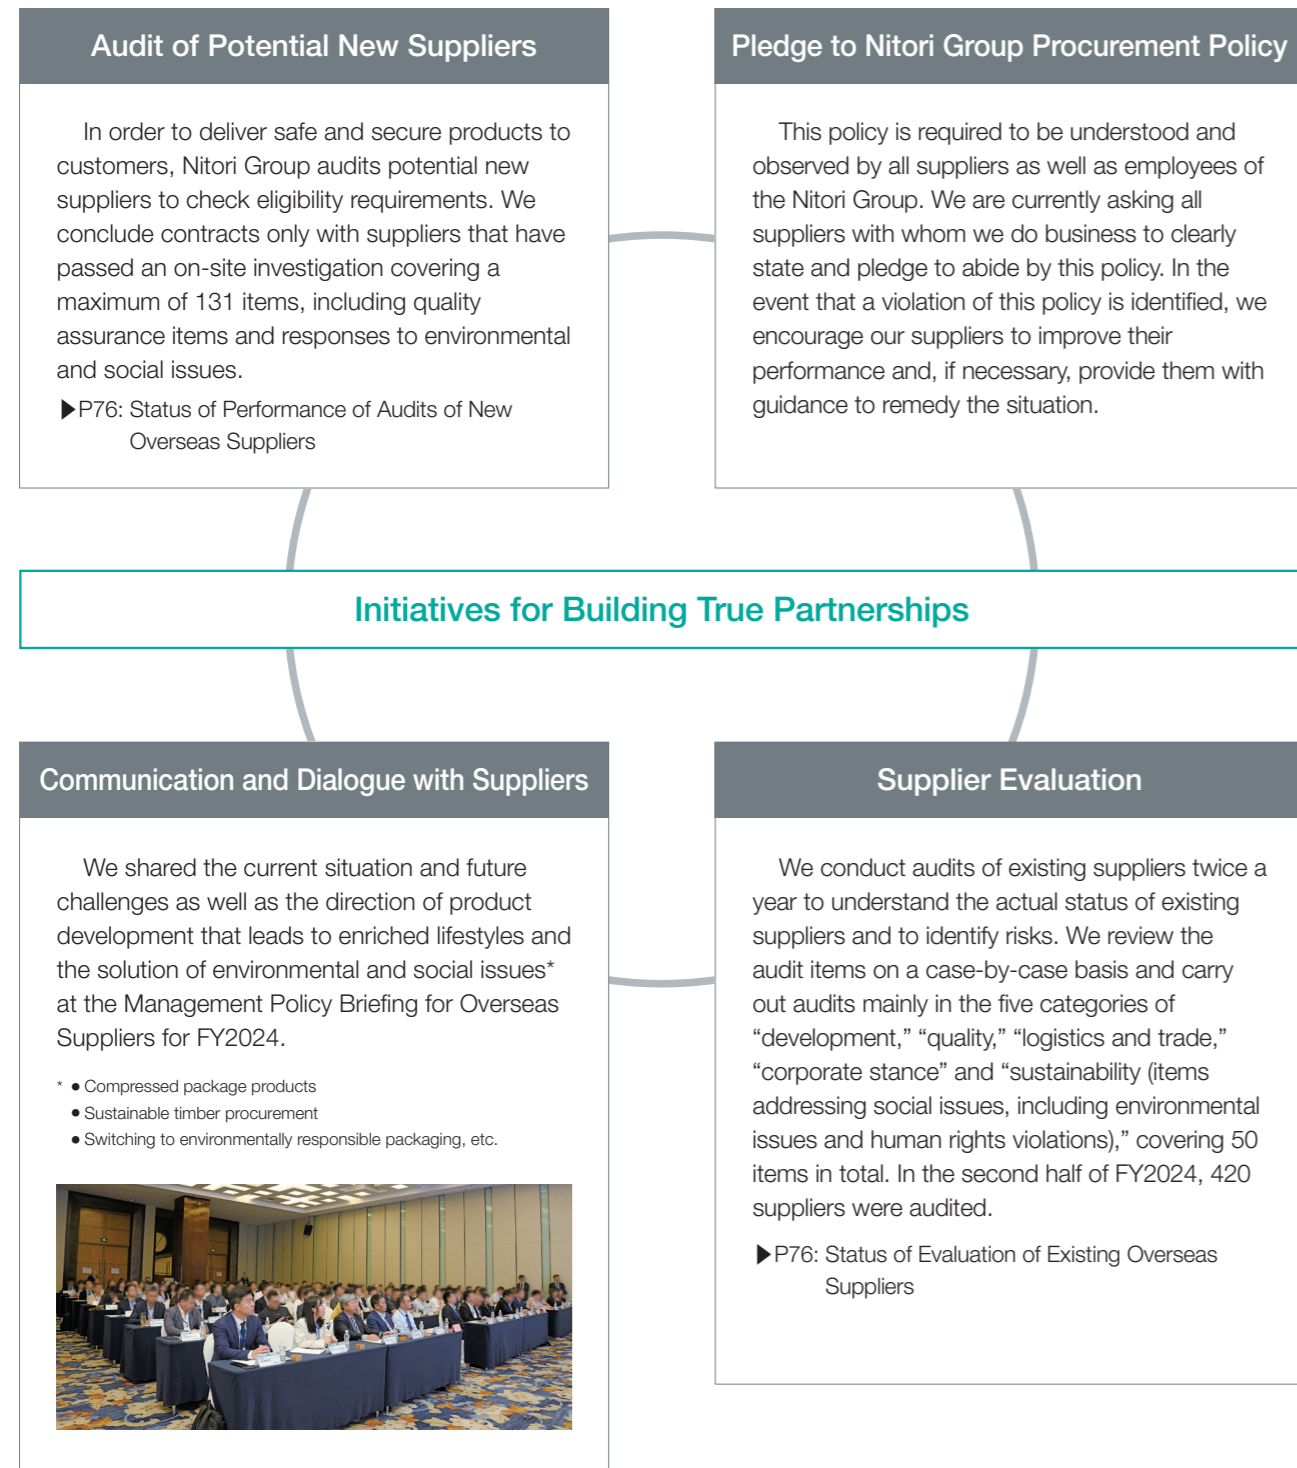 Audit of Potential New Suppliers
In order to deliver safe and secure products to
customers, Nitori Group audits potential new
suppliers to check eligibility requirements. We
conclude contracts only with suppliers that have
passed an on-site investigation covering a
maximum of 131 items, including quality
assurance items and responses to environmental
and social issues.
▶P76: Status of Performance of Audits of New
Overseas Suppliers
Pledge to Nitori Group Procurement Policy
This policy is required to be understood and
observed by all suppliers as well as employees of
the Nitori Group. We are currently asking all
suppliers with whom we do business to clearly
state and pledge to abide by this policy. In the
event that a violation of this policy is identified, we
encourage our suppliers to improve their
performance and, if necessary, provide them with
guidance to remedy the situation.
Initiatives for Building True Partnerships
Communication and Dialogue with Suppliers
We shared the current situation and future
challenges as well as the direction of product
development that leads to enriched lifestyles and
the solution of environmental and social issues*
at the Management Policy Briefing for Overseas
Suppliers for FY2024.
* ● Compressed package products
● Sustainable timber procurement
● Switching to environmentally responsible packaging, etc.
Supplier Evaluation
We conduct audits of existing suppliers twice a
year to understand the actual status of existing
suppliers and to identify risks. We review the
audit items on a case-by-case basis and carry
out audits mainly in the five categories of
“development,” “quality,” “logistics and trade,”
“corporate stance” and “sustainability (items
addressing social issues, including environmental
issues and human rights violations),” covering 50
items in total. In the second half of FY2024, 420
suppliers were audited.
▶P76: Status of Evaluation of Existing Overseas
Suppliers